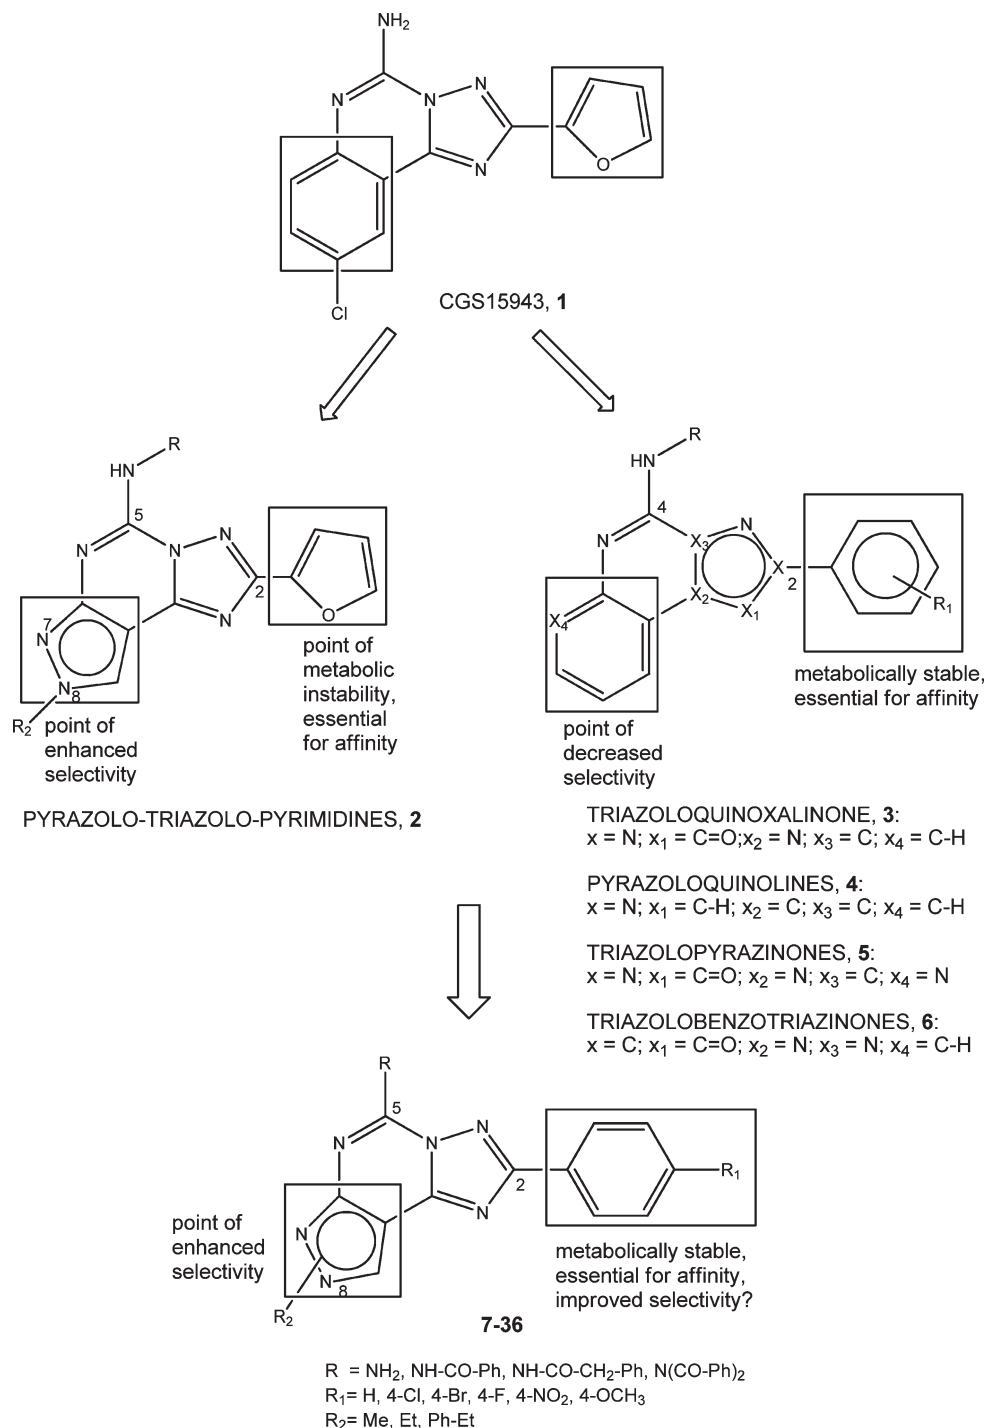 NH₂
N
N
N
N
O
Cl
CGS15943, 1
R
HN
5
N
N
N
N
2
O
7
N
N
8
R₂
point of
enhanced
selectivity
point of
metabolic
instability,
essential
for affinity
PYRAZOLO-TRIAZOLO-PYRIMIDINES, 2
R
HN
4
N
X₃
N
X
2
X₂
X₁
X₄
R₁
metabolically stable,
essential for affinity
point of
decreased
selectivity
TRIAZOLOQUINOXALINONE, 3:
x = N; x₁ = C=O;x₂ = N; x₃ = C; x₄ = C-H
PYRAZOLOQUINOLINES, 4:
x = N; x₁ = C-H; x₂ = C; x₃ = C; x₄ = C-H
TRIAZOLOPYRAZINONES, 5:
x = N; x₁ = C=O; x₂ = N; x₃ = C; x₄ = N
TRIAZOLOBENZOTRIAZINONES, 6:
x = C; x₁ = C=O; x₂ = N; x₃ = N; x₄ = C-H
R
5
N
N
N
N
2
R₁
N
N
8
R₂
point of
enhanced
selectivity
metabolically stable,
essential for affinity,
improved selectivity?
7-36
R = NH₂, NH-CO-Ph, NH-CO-CH₂-Ph, N(CO-Ph)₂
R₁= H, 4-Cl, 4-Br, 4-F, 4-NO₂, 4-OCH₃
R₂= Me, Et, Ph-Et